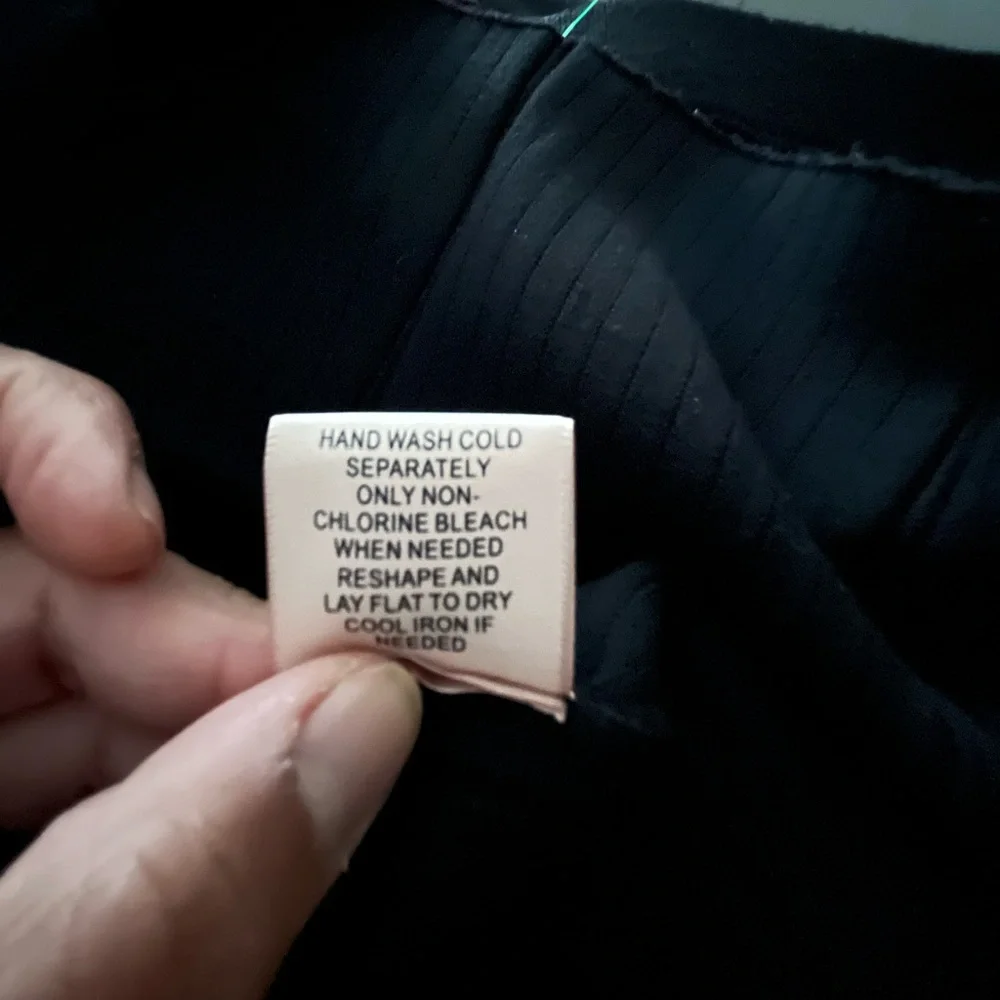 HAND WASH COLD
SEPARATELY
ONLY NON-
CHLORINE BLEACH
WHEN NEEDED
RESHAPE AND
LAY FLAT TO DRY
COOL IRON IF
NEEDED